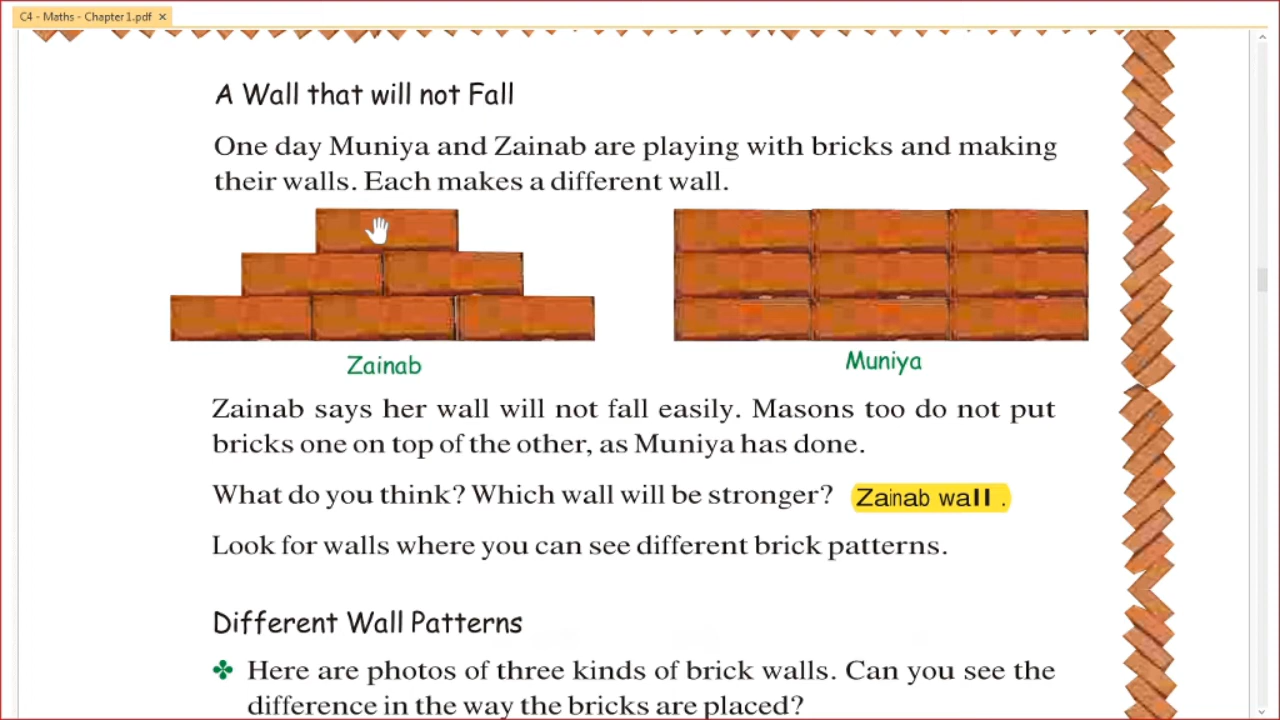 C4 - Maths - Chapter 1.pdf ×
A Wall that will not Fall
One day Muniya and Zainab are playing with bricks and making
their walls. Each makes a different wall.
Zainab
Muniya
Zainab says her wall will not fall easily. Masons too do not put
bricks one on top of the other, as Muniya has done.
What do you think? Which wall will be stronger? Zainab wall .
Look for walls where you can see different brick patterns.
Different Wall Patterns
Here are photos of three kinds of brick walls. Can you see the
difference in the way the bricks are placed?